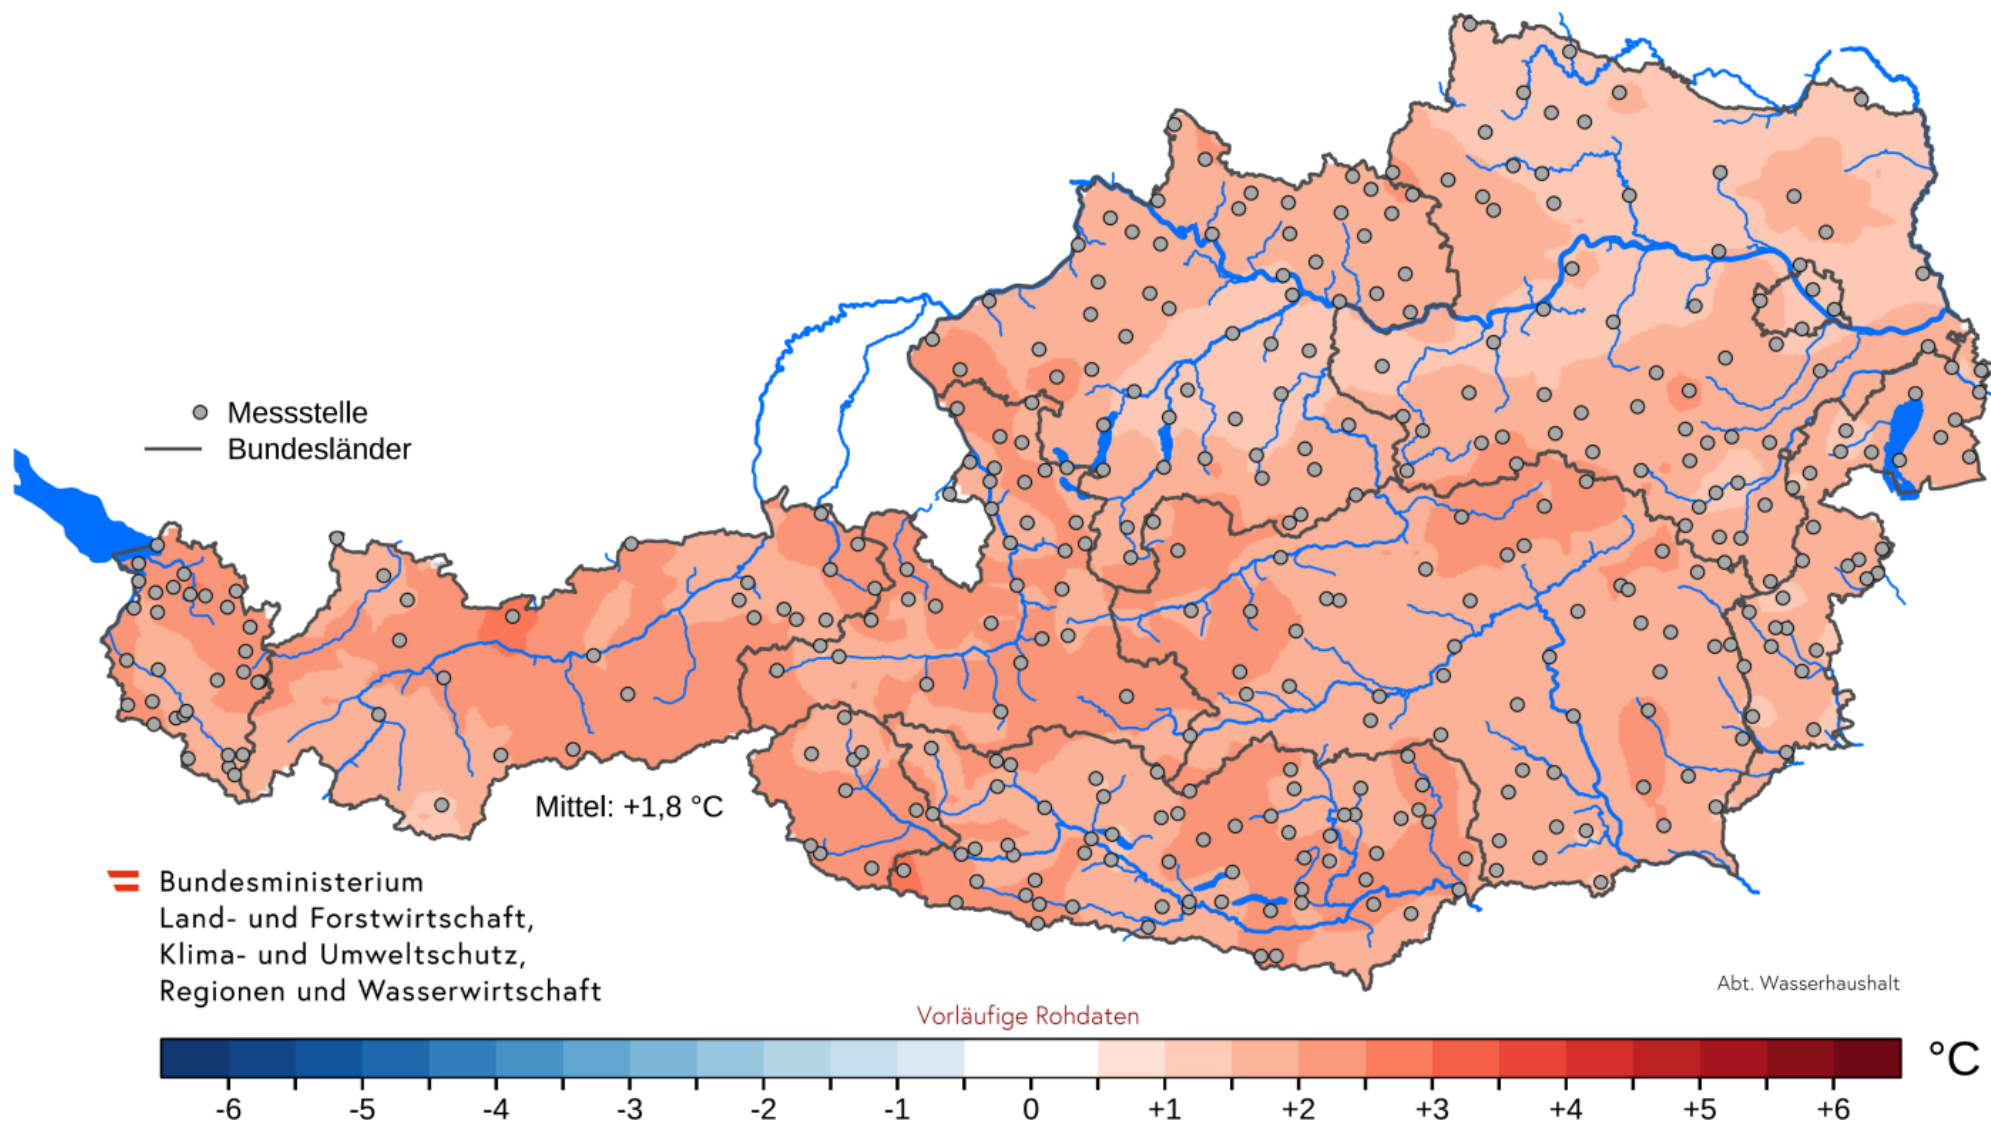 Messstelle
Bundesländer
Mittel: +1,8 °C
Bundesministerium
Land- und Forstwirtschaft,
Klima- und Umweltschutz,
Regionen und Wasserwirtschaft
Abt. Wasserhaushalt
Vorläufige Rohdaten
°C
-6 -5 -4 -3 -2 -1 0 +1 +2 +3 +4 +5 +6